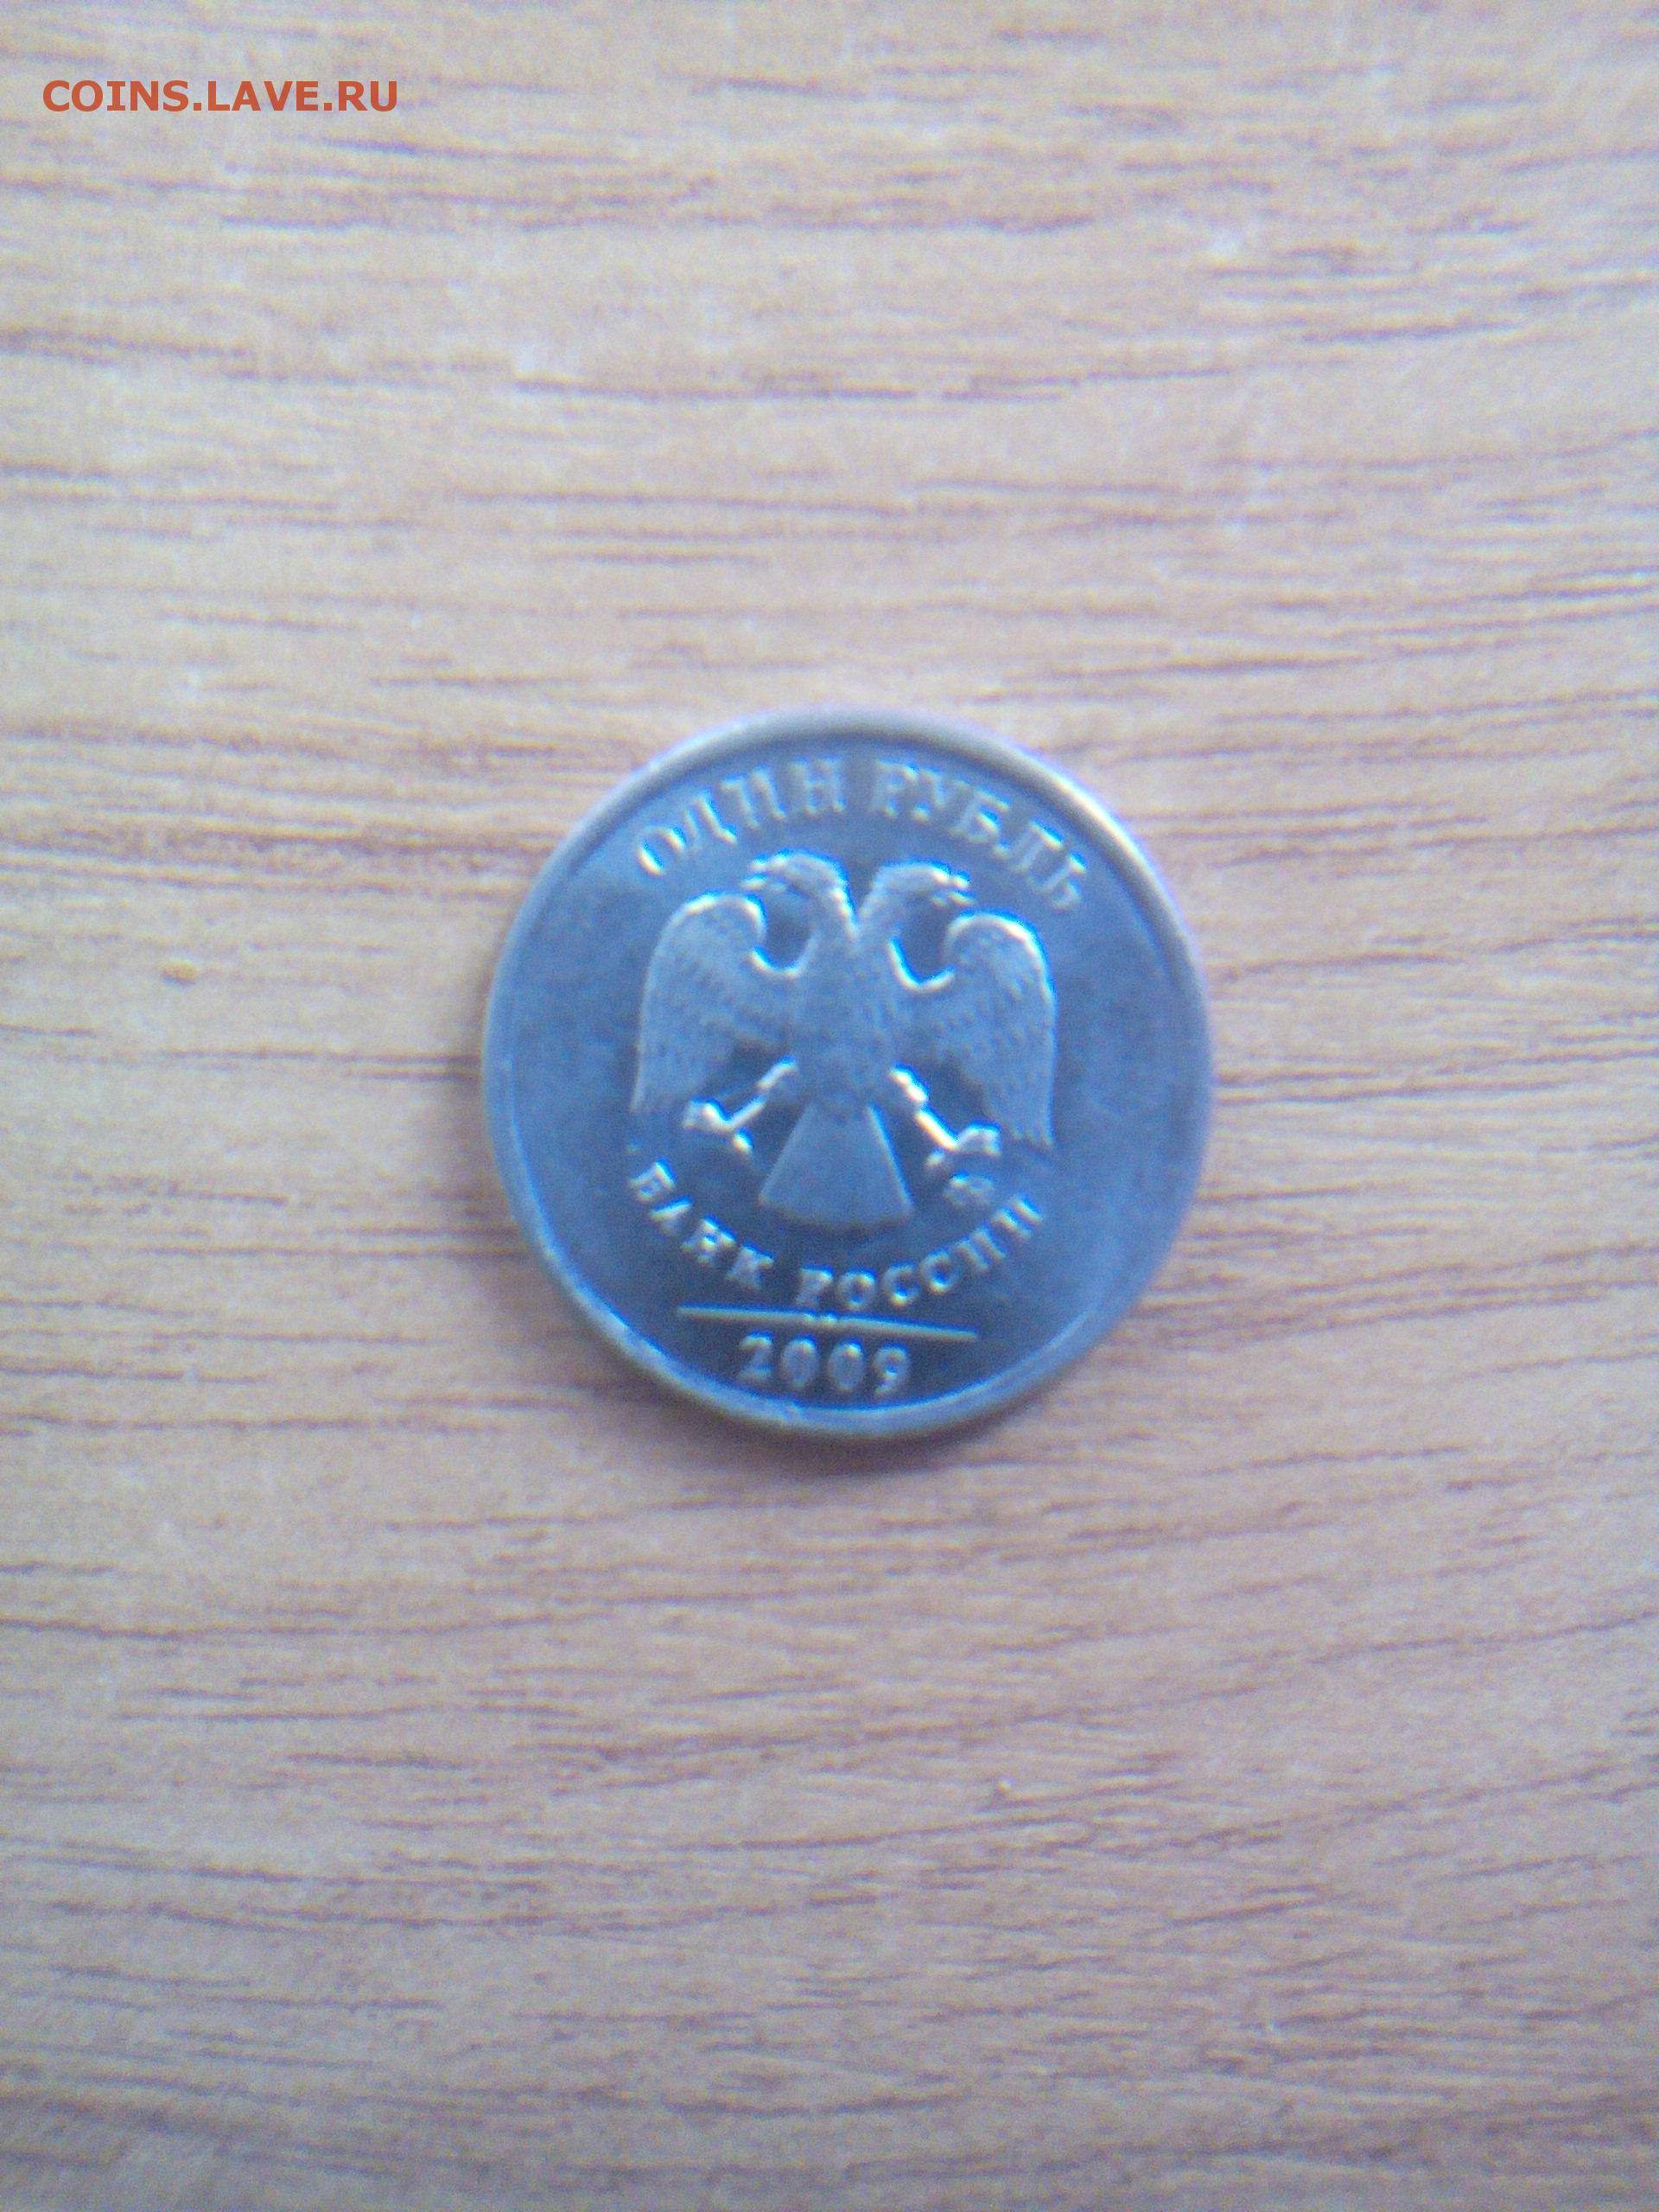 COINS.LAVE.RU
ОДИН РУБЛЬ
БАНК РОССИИ
2009